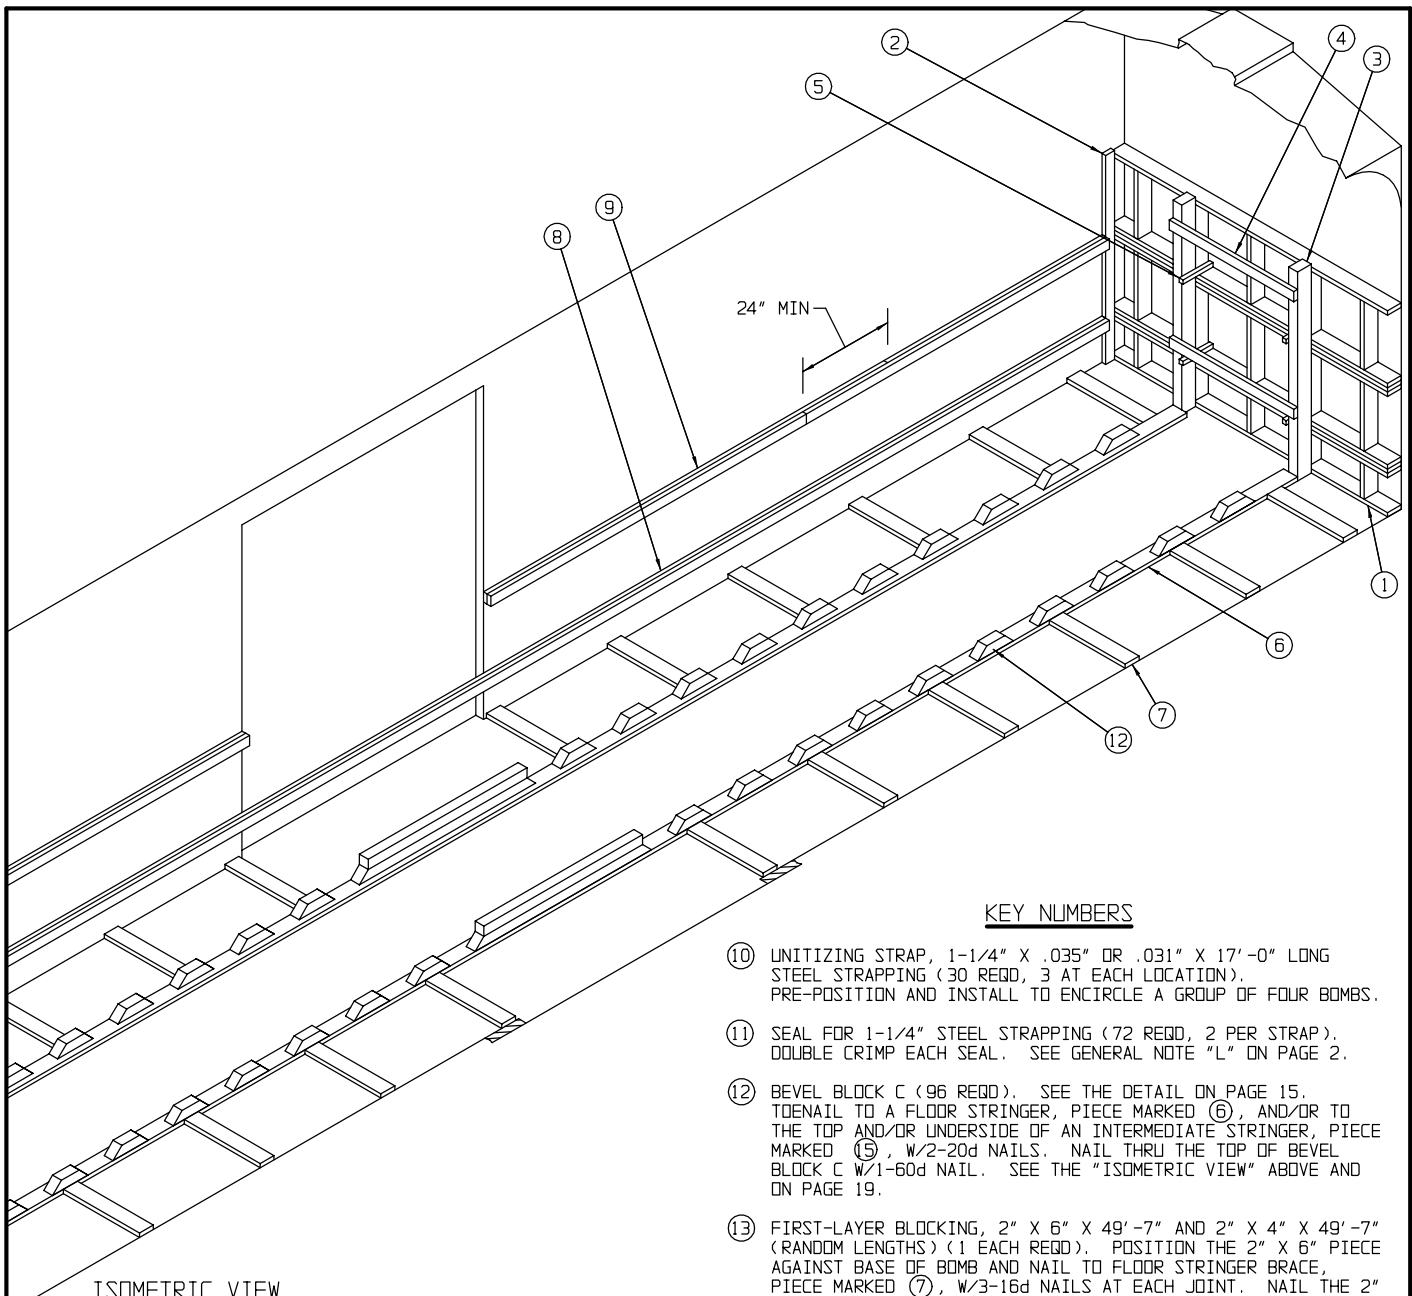 2
4
3
5
9
8
24" MIN
1
6
7
12
KEY NUMBERS
10 UNITIZING STRAP, 1-1/4" X .035" OR .031" X 17'-0" LONG
STEEL STRAPPING (30 REQD, 3 AT EACH LOCATION).
PRE-POSITION AND INSTALL TO ENCIRCLE A GROUP OF FOUR BOMBS.
11 SEAL FOR 1-1/4" STEEL STRAPPING (72 REQD, 2 PER STRAP).
DOUBLE CRIMP EACH SEAL. SEE GENERAL NOTE "L" ON PAGE 2.
12 BEVEL BLOCK C (96 REQD). SEE THE DETAIL ON PAGE 15.
TOENAIL TO A FLOOR STRINGER, PIECE MARKED 6, AND/OR TO
THE TOP AND/OR UNDERSIDE OF AN INTERMEDIATE STRINGER, PIECE
MARKED 15, W/2-20d NAILS. NAIL THRU THE TOP OF BEVEL
BLOCK C W/1-60d NAIL. SEE THE "ISOMETRIC VIEW" ABOVE AND
ON PAGE 19.
13 FIRST-LAYER BLOCKING, 2" X 6" X 49'-7" AND 2" X 4" X 49'-7"
(RANDOM LENGTHS) (1 EACH REQD). POSITION THE 2" X 6" PIECE
AGAINST BASE OF BOMB AND NAIL TO FLOOR STRINGER BRACE,
PIECE MARKED 7, W/3-16d NAILS AT EACH JOINT. NAIL THE 2"
ISOMETRIC VIEW